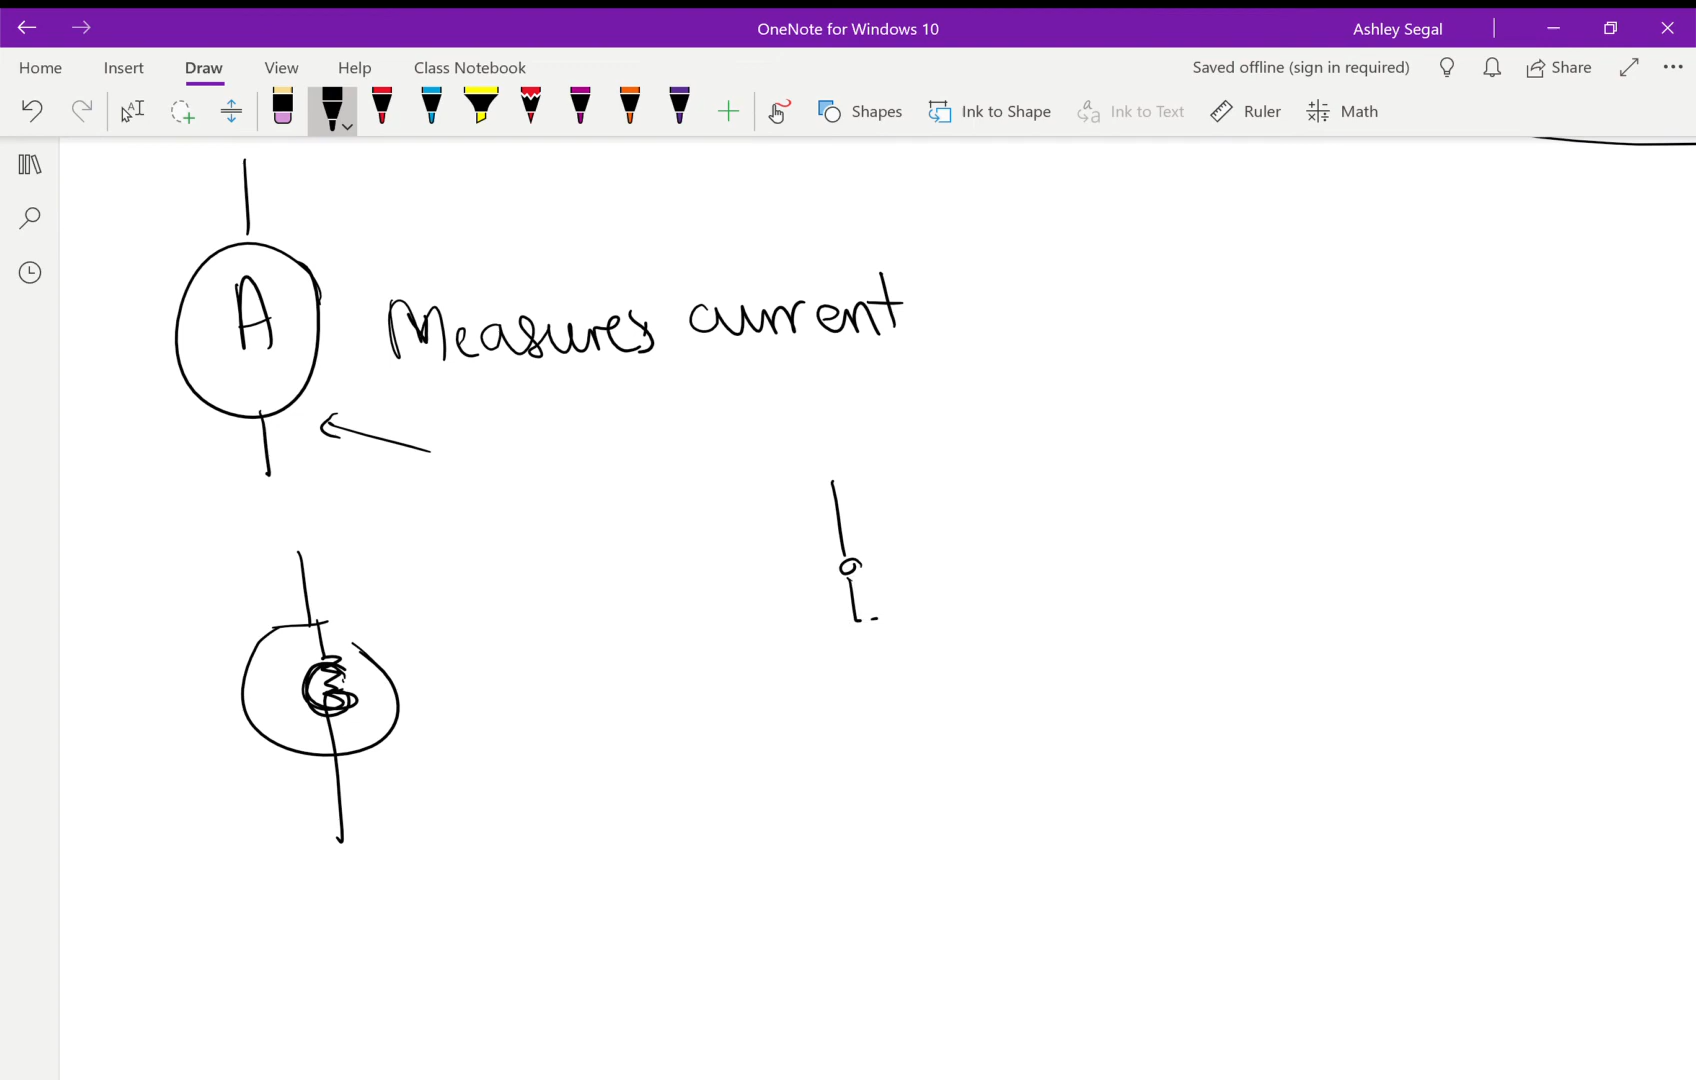 OneNote for Windows 10
Ashley Segal
Home Insert Draw View Help Class Notebook
Saved offline (sign in required) Share
Shapes Ink to Shape Ink to Text Ruler Math
A
Measures current